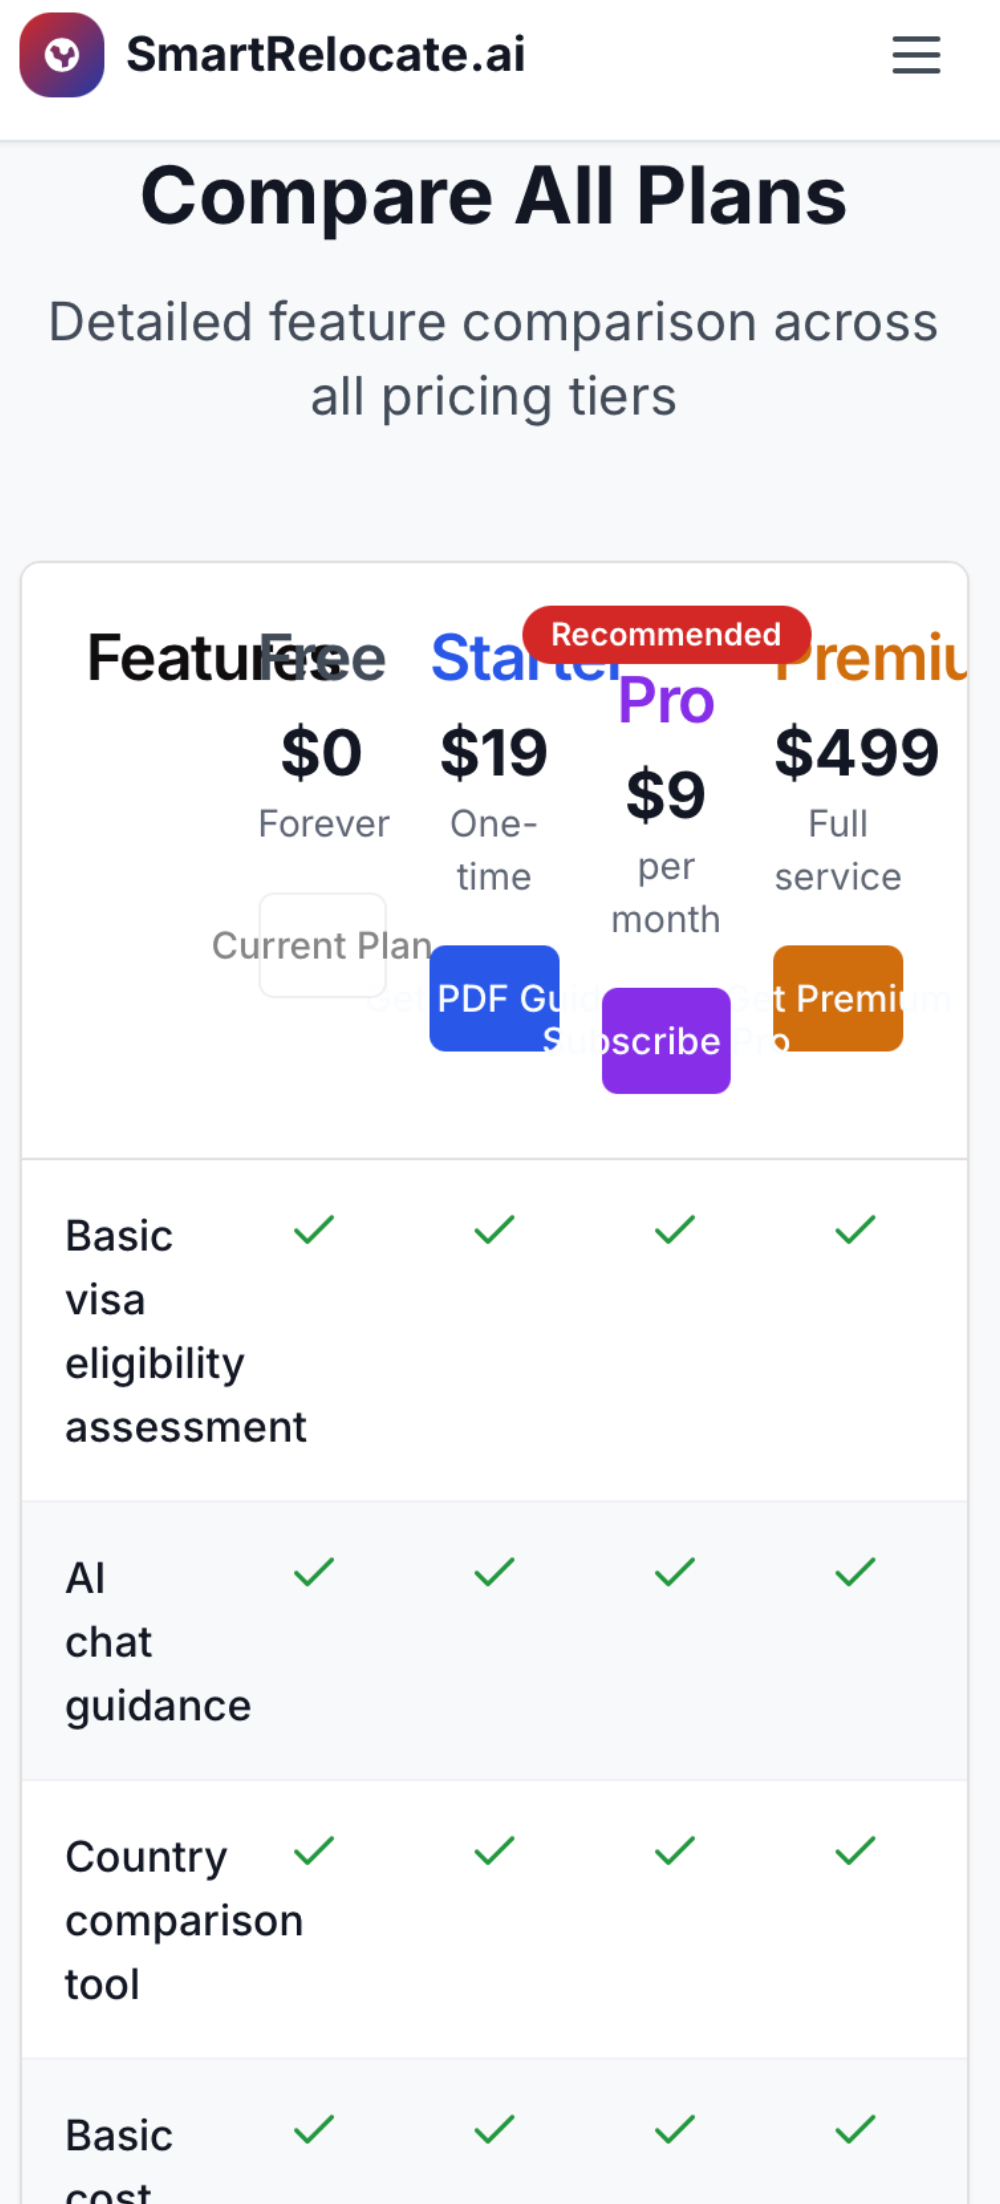 SmartRelocate.ai
Compare All Plans
Detailed feature comparison across
all pricing tiers
Features
Free
$0
Forever
Current Plan
Starter
$19
One-
time
Get PDF Guide
Recommended
Pro
$9
per
month
Subscribe Pro
Premiu
$499
Full
service
Get Premium
Basic
visa
eligibility
assessment
AI
chat
guidance
Country
comparison
tool
Basic
cost